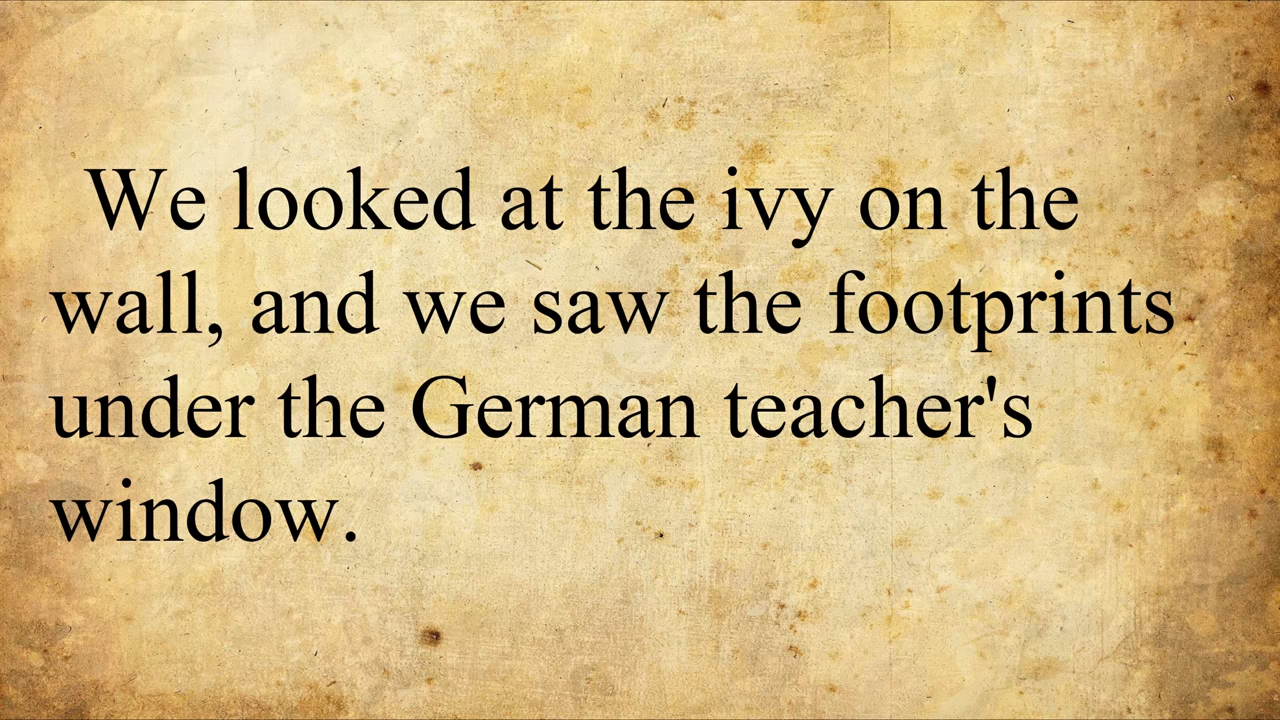 We looked at the ivy on the
wall, and we saw the footprints
under the German teacher's
window.